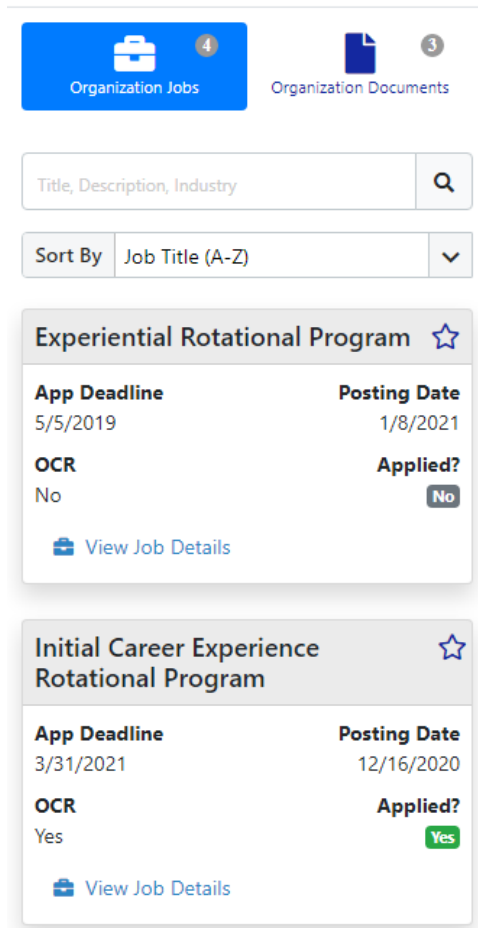 4
3
Organization Jobs
Organization Documents
Title, Description, Industry
Sort By Job Title (A-Z)
Experiential Rotational Program
App Deadline Posting Date
5/5/2019 1/8/2021
OCR Applied?
No No
View Job Details
Initial Career Experience
Rotational Program
App Deadline Posting Date
3/31/2021 12/16/2020
OCR Applied?
Yes Yes
View Job Details